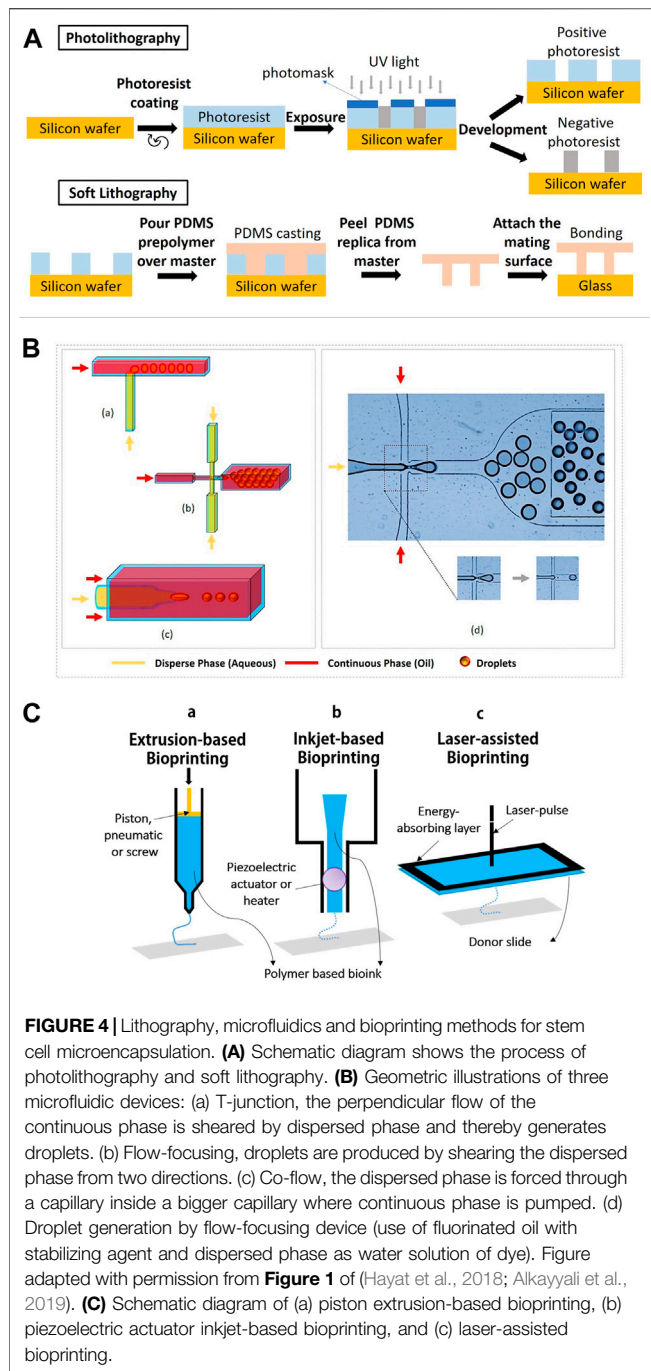 A
Photolithography
Photoresist coating
Silicon wafer
Photoresist
Silicon wafer
Exposure
photomask
UV light
Silicon wafer
Development
Positive photoresist
Silicon wafer
Negative photoresist
Silicon wafer
Soft Lithography
Silicon wafer
Pour PDMS prepolymer over master
PDMS casting
Silicon wafer
Peel PDMS replica from master
Attach the mating surface
Bonding
Glass
B
(a)
(b)
(c)
(d)
Disperse Phase (Aqueous)
Continuous Phase (Oil)
Droplets
C
a
Extrusion-based Bioprinting
Piston, pneumatic or screw
b
Inkjet-based Bioprinting
Piezoelectric actuator or heater
Polymer based bioink
c
Laser-assisted Bioprinting
Energy-absorbing layer
Laser-pulse
Donor slide
FIGURE 4 | Lithography, microfluidics and bioprinting methods for stem
cell microencapsulation. (A) Schematic diagram shows the process of
photolithography and soft lithography. (B) Geometric illustrations of three
microfluidic devices: (a) T-junction, the perpendicular flow of the
continuous phase is sheared by dispersed phase and thereby generates
droplets. (b) Flow-focusing, droplets are produced by shearing the dispersed
phase from two directions. (c) Co-flow, the dispersed phase is forced through
a capillary inside a bigger capillary where continuous phase is pumped. (d)
Droplet generation by flow-focusing device (use of fluorinated oil with
stabilizing agent and dispersed phase as water solution of dye). Figure
adapted with permission from Figure 1 of (Hayat et al., 2018; Alkayyali et al.,
2019). (C) Schematic diagram of (a) piston extrusion-based bioprinting, (b)
piezoelectric actuator inkjet-based bioprinting, and (c) laser-assisted
bioprinting.